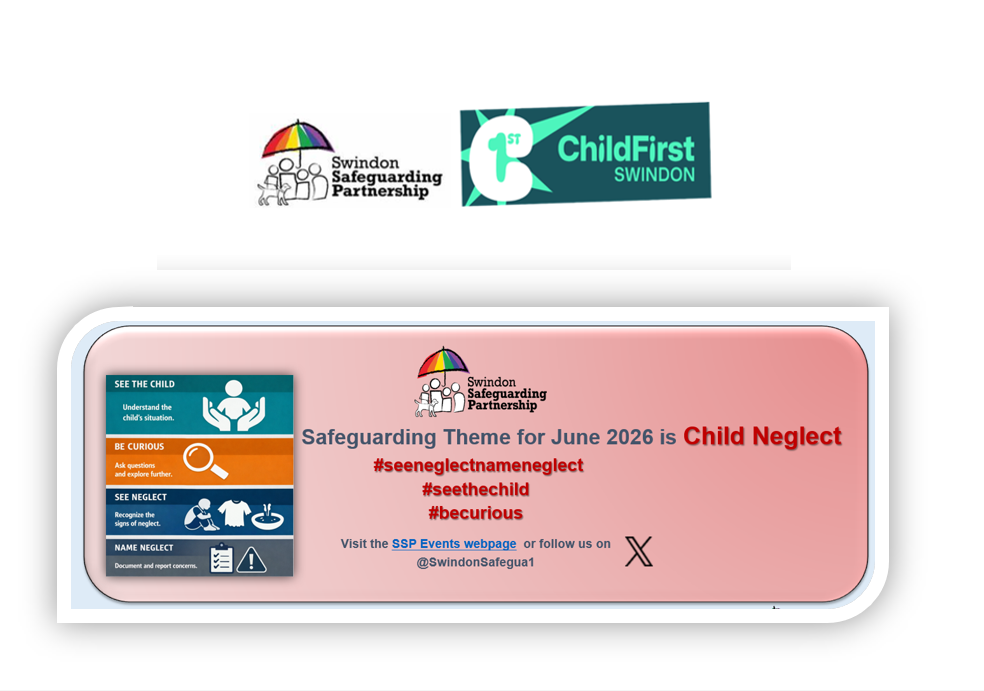 Swindon
Safeguarding
Partnership
1ST
ChildFirst
SWINDON
SEE THE CHILD
Understand the
child's situation.
BE CURIOUS
Ask questions
and explore further.
SEE NEGLECT
Recognize the
signs of neglect.
NAME NEGLECT
Document and report concerns.
Swindon
Safeguarding
Partnership
Safeguarding Theme for June 2026 is Child Neglect
#seeneglectnameneglect
#seethechild
#becurious
Visit the SSP Events webpage or follow us on X
@SwindonSafegua1